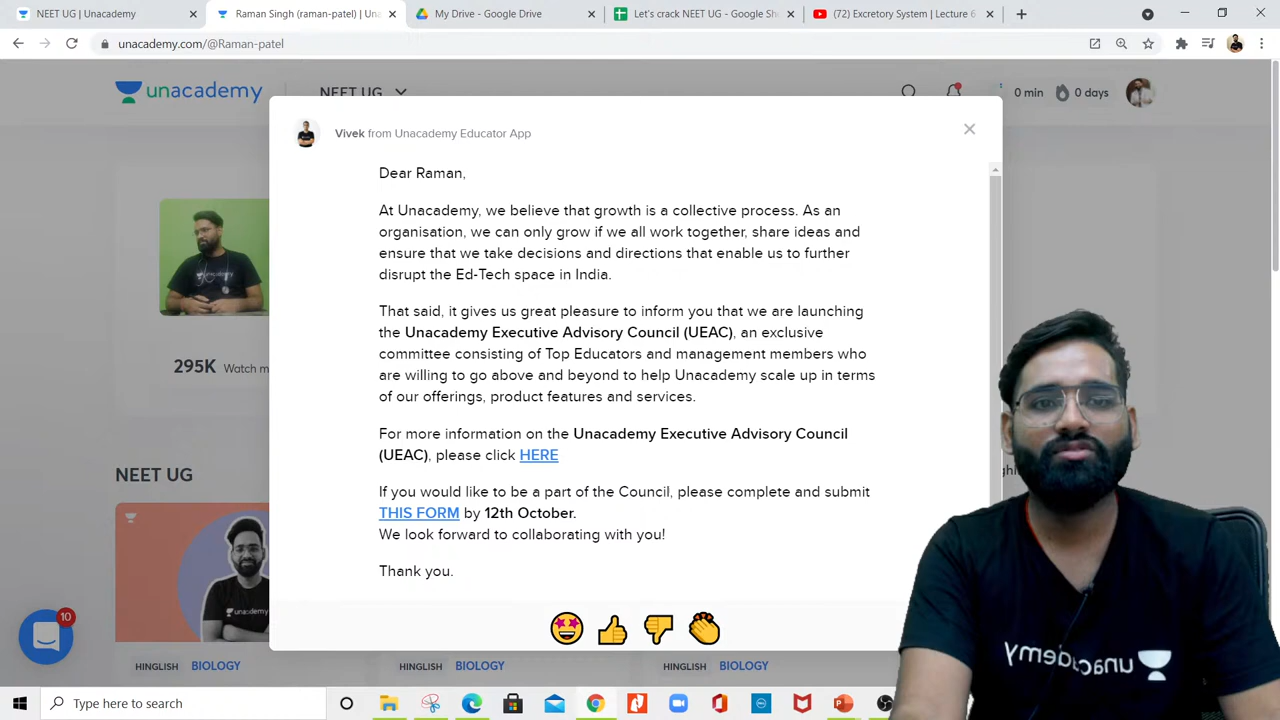 NEET UG | Unacademy
Raman Singh (raman-patel) | Una
My Drive - Google Drive
Let's crack NEET UG - Google She
(72) Excretory System | Lecture 6
unacademy.com/@Raman-patel
unacademy
NEET UG
0 min
0 days
Vivek from Unacademy Educator App
Dear Raman,
At Unacademy, we believe that growth is a collective process. As an
organisation, we can only grow if we all work together, share ideas and
ensure that we take decisions and directions that enable us to further
disrupt the Ed-Tech space in India.
That said, it gives us great pleasure to inform you that we are launching
the Unacademy Executive Advisory Council (UEAC), an exclusive
committee consisting of Top Educators and management members who
are willing to go above and beyond to help Unacademy scale up in terms
of our offerings, product features and services.
295K Watch m
For more information on the Unacademy Executive Advisory Council
(UEAC), please click HERE
NEET UG
If you would like to be a part of the Council, please complete and submit
THIS FORM by 12th October.
We look forward to collaborating with you!
Thank you.
unacademy
10
HINGLISH BIOLOGY
HINGLISH BIOLOGY
HINGLISH BIOLOGY
unacademy
Type here to search